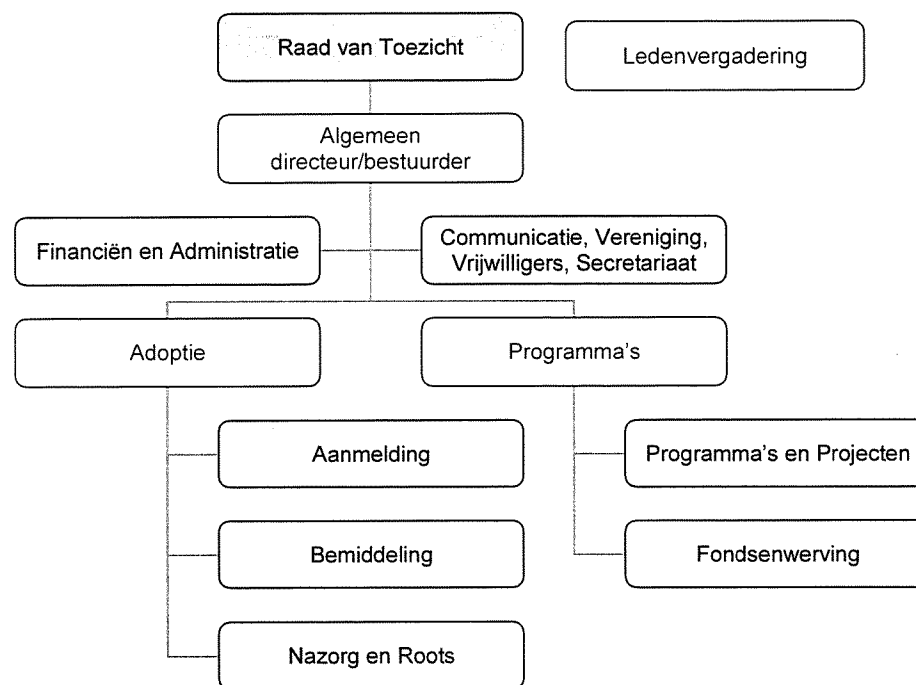 Raad van Toezicht
Ledenvergadering
Algemeen
directeur/bestuurder
Financiën en Administratie
Communicatie, Vereniging,
Vrijwilligers, Secretariaat
Adoptie
Programma's
Aanmelding
Programma's en Projecten
Bemiddeling
Fondsenwerving
Nazorg en Roots